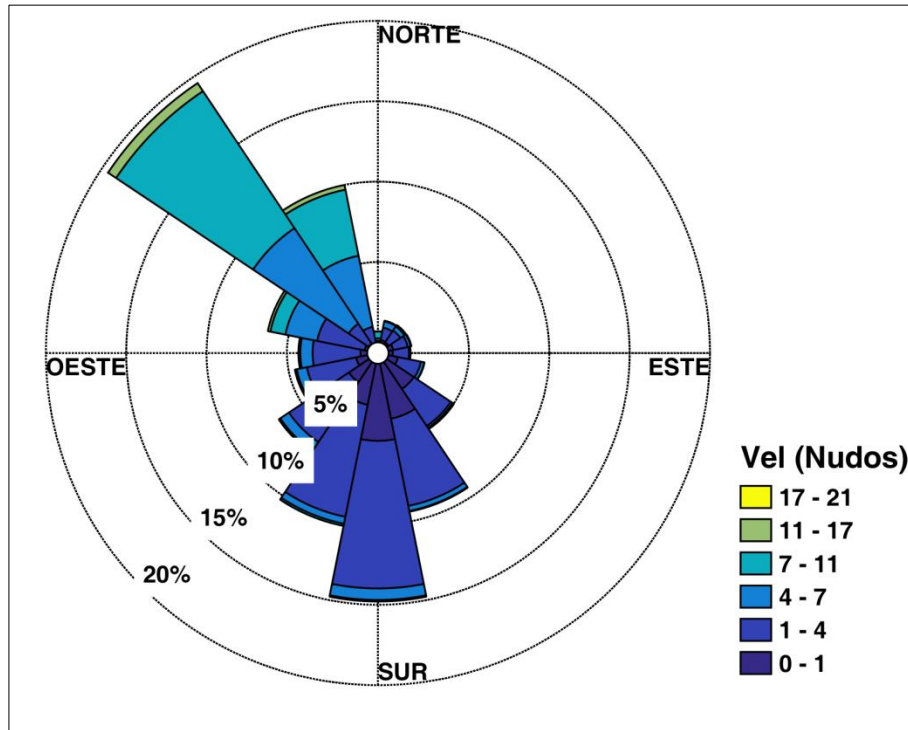 NORTE
OESTE
ESTE
5%
10%
15%
20%
SUR
Vel (Nudos)
17 - 21
11 - 17
7 - 11
4 - 7
1 - 4
0 - 1